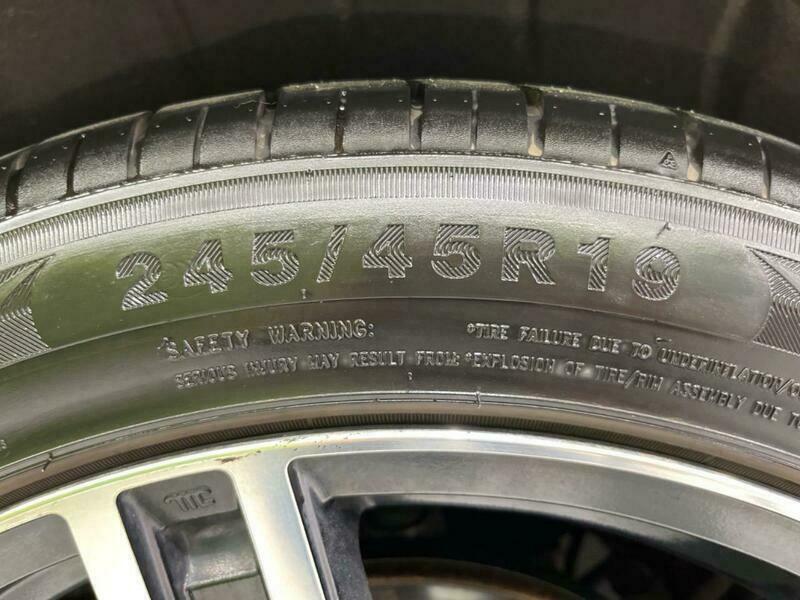 245/45R19
SAFETY WARNING: •TIRE FAILURE DUE TO UNDERINFLATION/O
SERIOUS INJURY MAY RESULT FROM: •EXPLOSION OF TIRE/RIM ASSEMBLY DUE TO